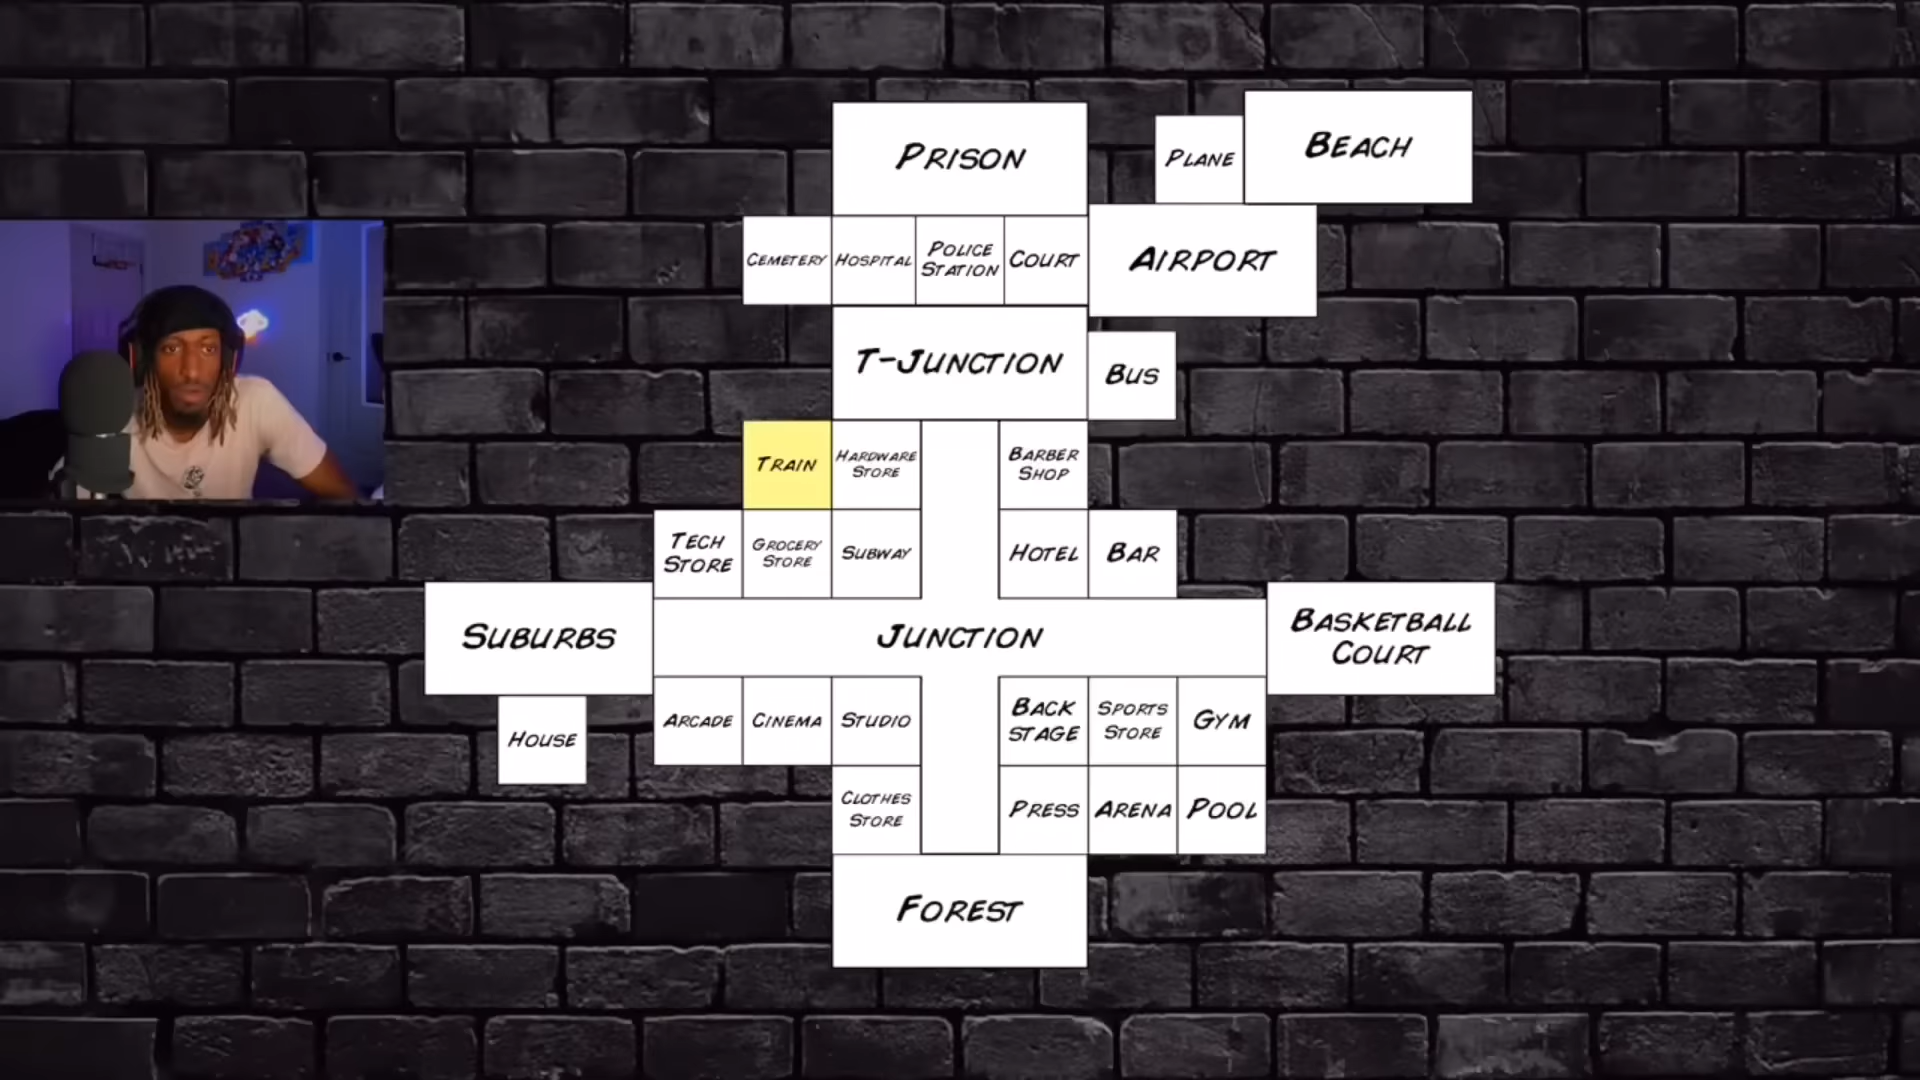 PRISON
PLANE
BEACH
CEMETERY
HOSPITAL
POLICE
STATION
COURT
AIRPORT
T-JUNCTION
BUS
TRAIN
HARDWARE
STORE
BARBER
SHOP
TECH
STORE
GROCERY
STORE
SUBWAY
HOTEL
BAR
SUBURBS
JUNCTION
BASKETBALL
COURT
HOUSE
ARCADE
CINEMA
STUDIO
BACK
STAGE
SPORTS
STORE
GYM
CLOTHES
STORE
PRESS
ARENA
POOL
FOREST